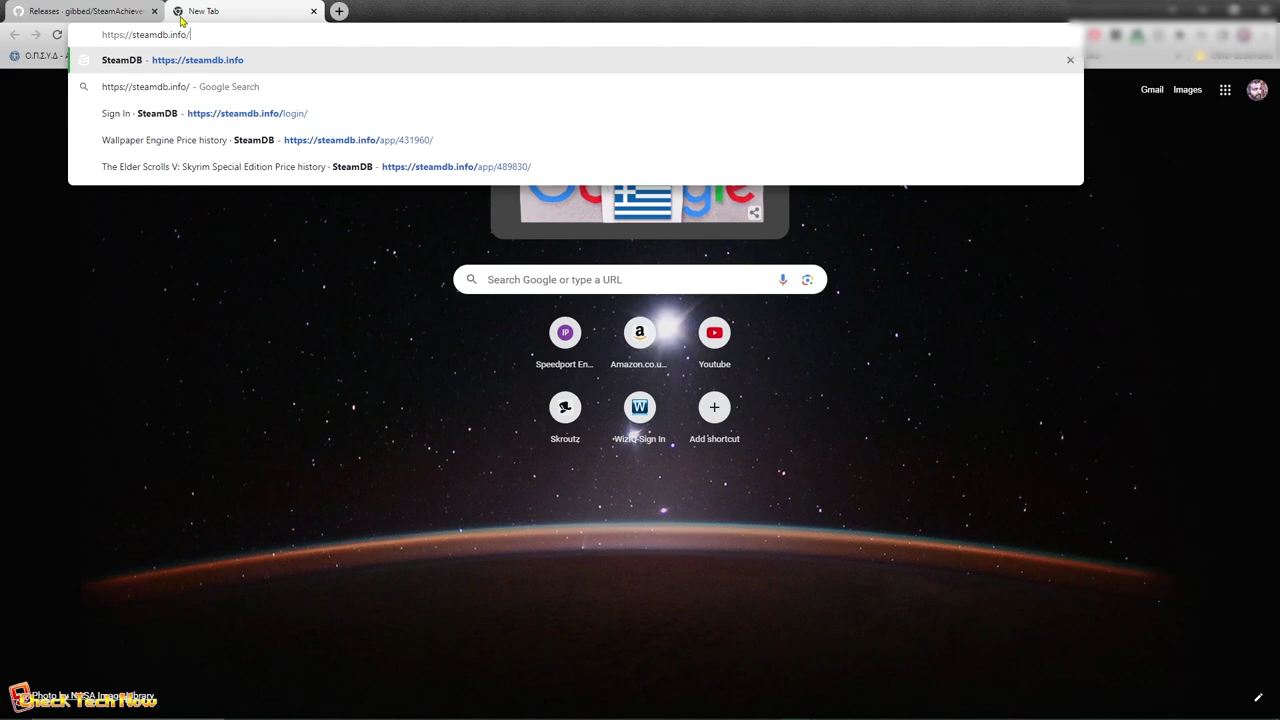 Releases · gibbed/SteamAchieve
New Tab
https://steamdb.info/
Ο.Π.ΣΥ.Δ - Α
SteamDB - https://steamdb.info
https://steamdb.info/ - Google Search
Sign In · SteamDB - https://steamdb.info/login/
Wallpaper Engine Price history · SteamDB - https://steamdb.info/app/431960/
The Elder Scrolls V: Skyrim Special Edition Price history · SteamDB - https://steamdb.info/app/489830/
Gmail Images
Search Google or type a URL
IP
a
Speedport En... Amazon.co.u... Youtube
W
Skroutz WizIQ-Sign In Add shortcut
Photo by NASA Image Library
Check Tech Now